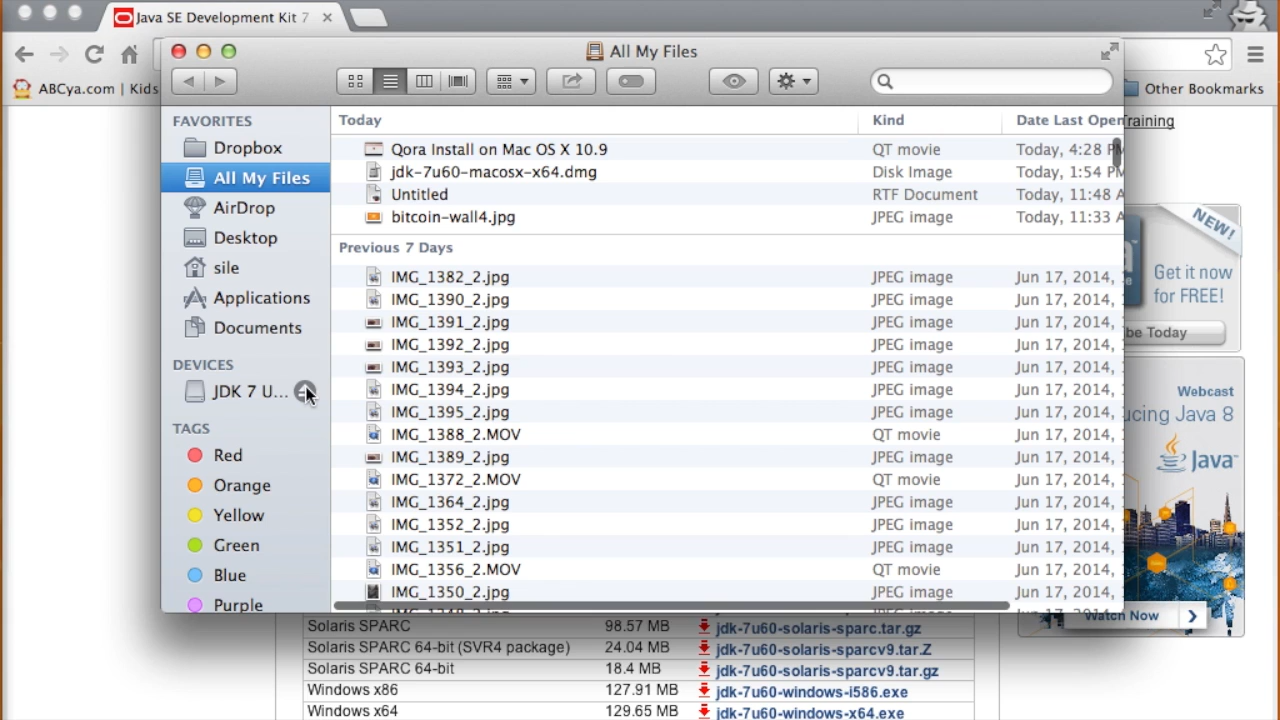 Java SE Development Kit 7
ABCya.com | Kids
Other Bookmarks
All My Files
FAVORITES
Dropbox
All My Files
AirDrop
Desktop
sile
Applications
Documents
DEVICES
JDK 7 U...
TAGS
Red
Orange
Yellow
Green
Blue
Purple
Today Kind Date Last Open
Qora Install on Mac OS X 10.9 QT movie Today, 4:28 PM
jdk-7u60-macosx-x64.dmg Disk Image Today, 1:54 PM
Untitled RTF Document Today, 11:48 A
bitcoin-wall4.jpg JPEG image Today, 11:33 A
Previous 7 Days
IMG_1382_2.jpg JPEG image Jun 17, 2014,
IMG_1390_2.jpg JPEG image Jun 17, 2014,
IMG_1391_2.jpg JPEG image Jun 17, 2014,
IMG_1392_2.jpg JPEG image Jun 17, 2014,
IMG_1393_2.jpg JPEG image Jun 17, 2014,
IMG_1394_2.jpg JPEG image Jun 17, 2014,
IMG_1395_2.jpg JPEG image Jun 17, 2014,
IMG_1388_2.MOV QT movie Jun 17, 2014,
IMG_1389_2.jpg JPEG image Jun 17, 2014,
IMG_1372_2.MOV QT movie Jun 17, 2014,
IMG_1364_2.jpg JPEG image Jun 17, 2014,
IMG_1352_2.jpg JPEG image Jun 17, 2014,
IMG_1351_2.jpg JPEG image Jun 17, 2014,
IMG_1356_2.MOV QT movie Jun 17, 2014,
IMG_1350_2.jpg JPEG image Jun 17, 2014,
Training
NEW!
Get it now
for FREE!
be Today
Webcast
ucing Java 8
Java
Watch Now
Solaris SPARC 98.57 MB jdk-7u60-solaris-sparc.tar.gz
Solaris SPARC 64-bit (SVR4 package) 24.04 MB jdk-7u60-solaris-sparcv9.tar.Z
Solaris SPARC 64-bit 18.4 MB jdk-7u60-solaris-sparcv9.tar.gz
Windows x86 127.91 MB jdk-7u60-windows-i586.exe
Windows x64 129.65 MB jdk-7u60-windows-x64.exe